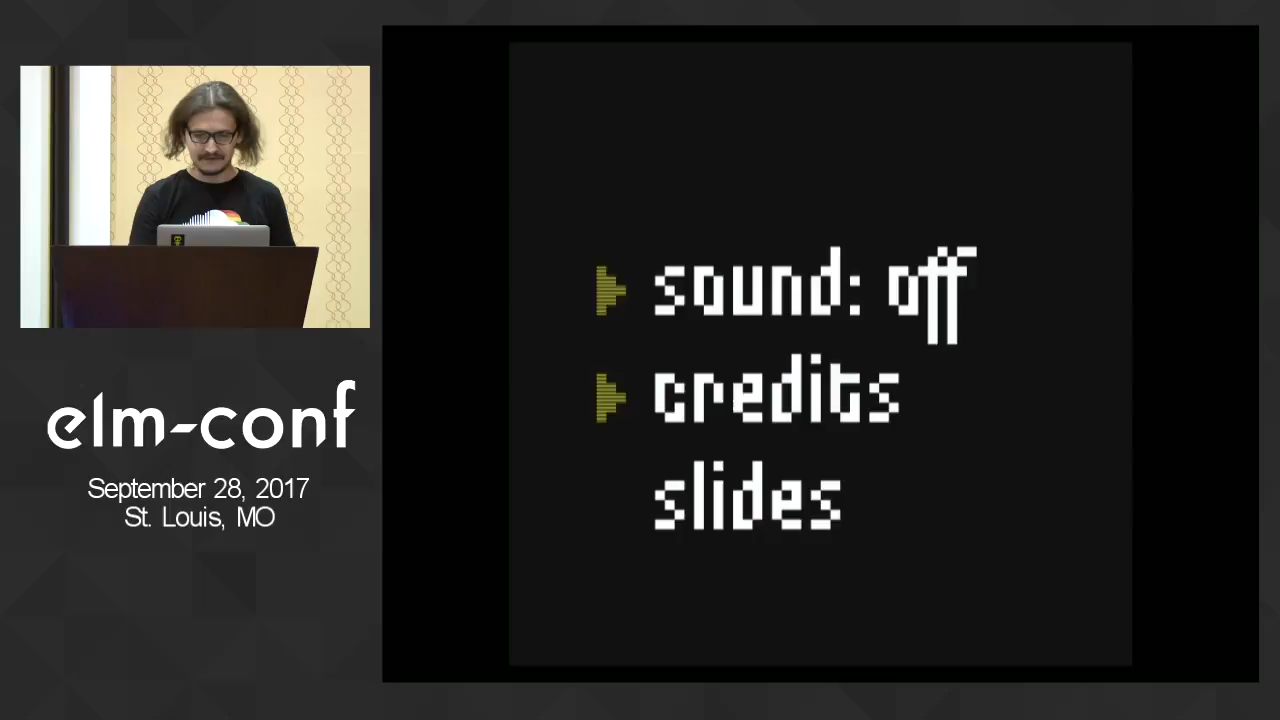 elm-conf
September 28, 2017
St. Louis, MO
sound: off
credits
slides